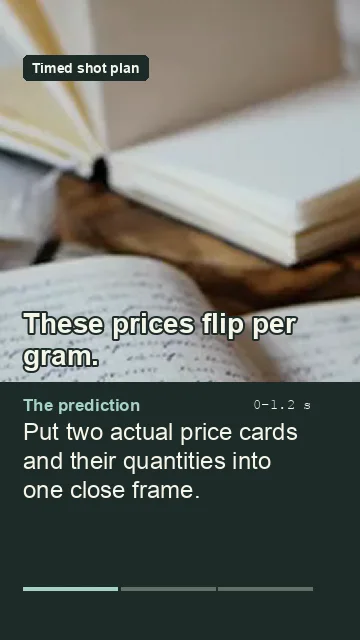 Timed shot plan
These prices flip per
gram.
The prediction
0–1.2 s
Put two actual price cards
and their quantities into
one close frame.